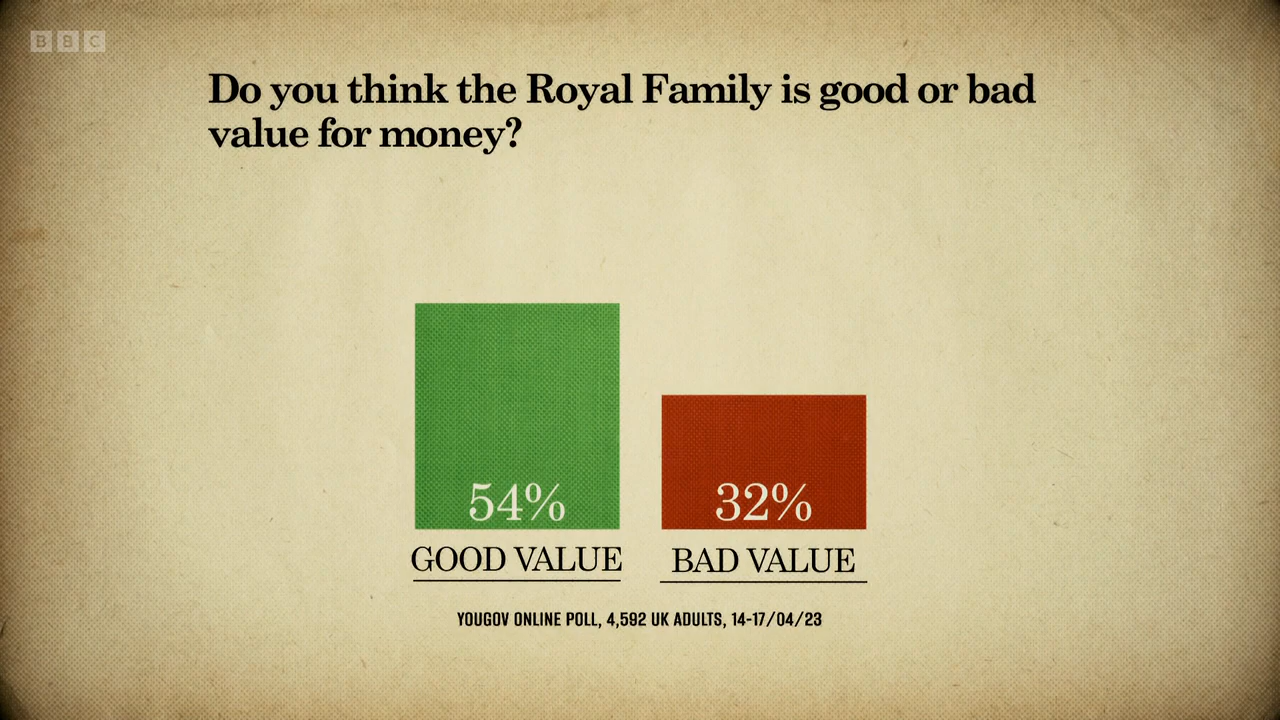 BBC
Do you think the Royal Family is good or bad
value for money?
54%
32%
GOOD VALUE
BAD VALUE
YOUGOV ONLINE POLL, 4,592 UK ADULTS, 14-17/04/23